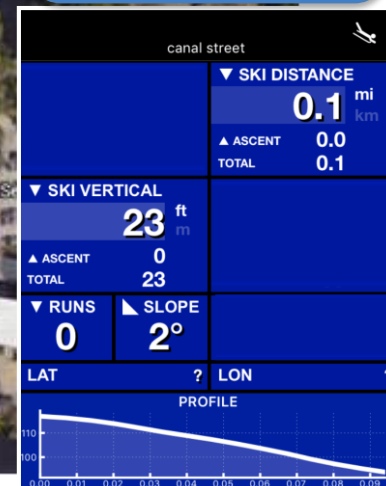 canal street
▼ SKI DISTANCE
0.1 mi
km
▲ ASCENT 0.0
TOTAL 0.1
▼ SKI VERTICAL
23 ft
m
▲ ASCENT 0
TOTAL 23
▼ RUNS
0
◣ SLOPE
2°
LAT ?
LON
PROFILE
110
100
0.00 0.01 0.02 0.03 0.04 0.05 0.06 0.07 0.08 0.09